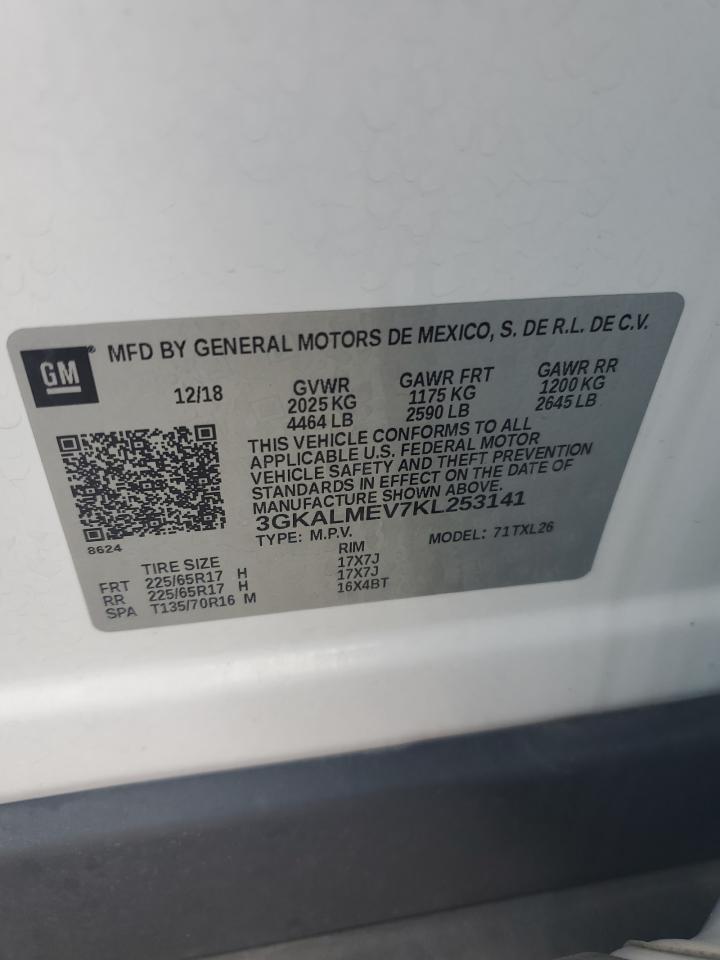 GM ® MFD BY GENERAL MOTORS DE MEXICO, S. DE R.L. DE C.V.
12/18
GVWR
2025 KG
4464 LB
GAWR FRT
1175 KG
2590 LB
GAWR RR
1200 KG
2645 LB
THIS VEHICLE CONFORMS TO ALL
APPLICABLE U.S. FEDERAL MOTOR
VEHICLE SAFETY AND THEFT PREVENTION
STANDARDS IN EFFECT ON THE DATE OF
MANUFACTURE SHOWN ABOVE.
3GKALMEV7KL253141
TYPE: M.P.V. MODEL: 71TXL26
8624
TIRE SIZE RIM
FRT 225/65R17 H 17X7J
RR 225/65R17 H 17X7J
SPA T135/70R16 M 16X4BT